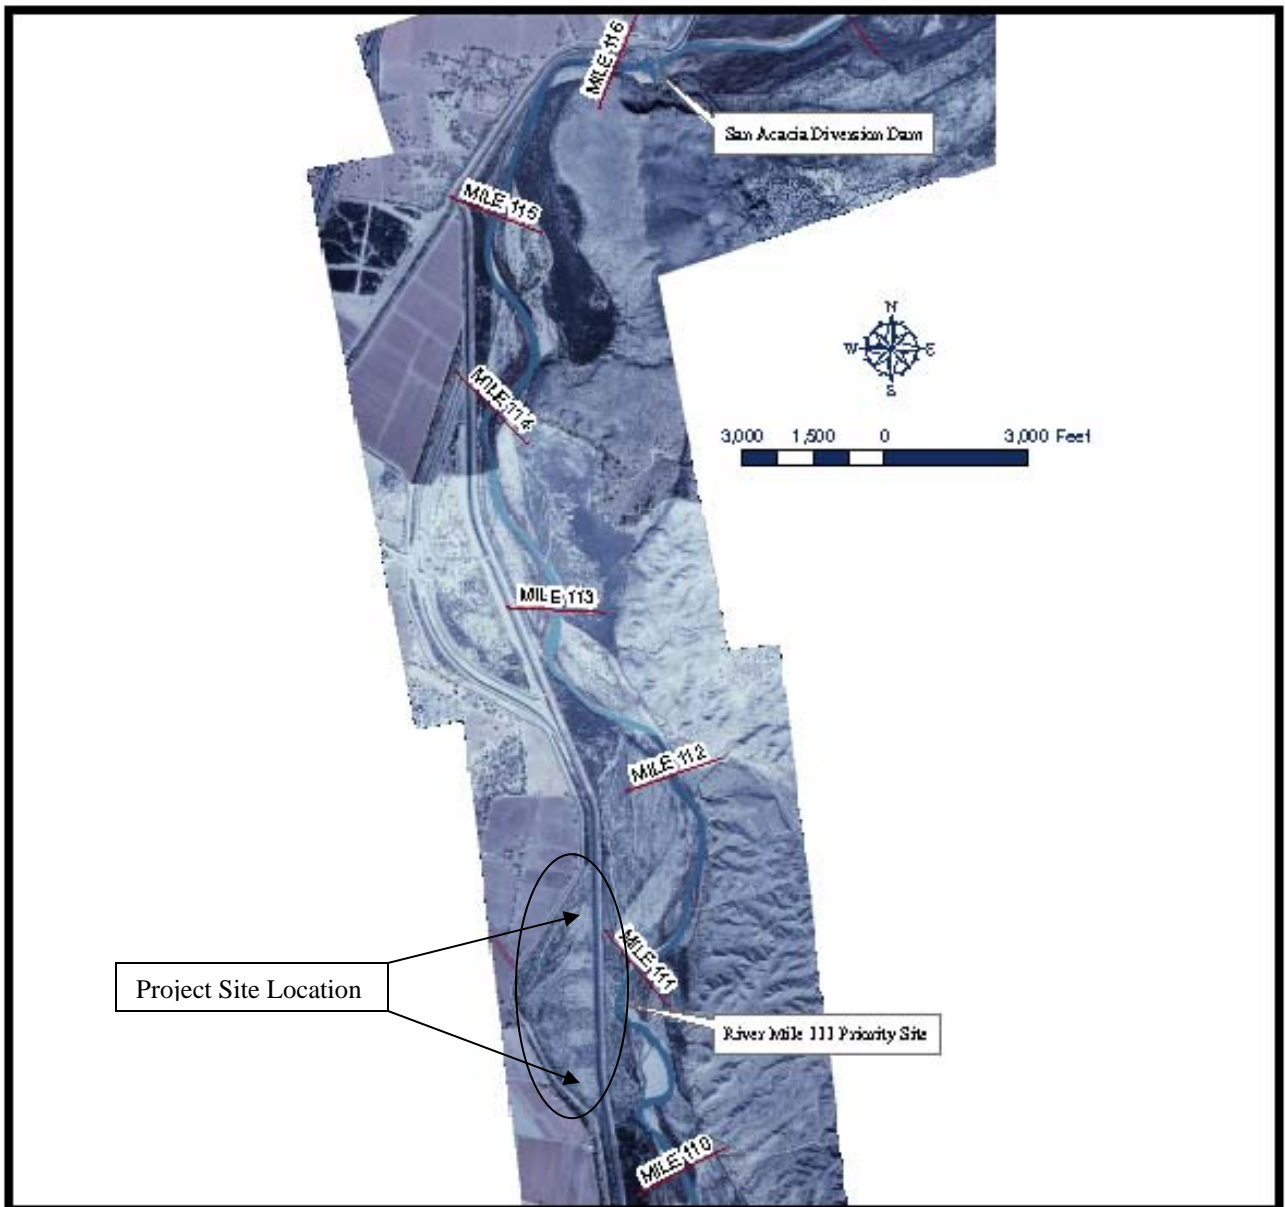 MILE 116
San Acacia Diversion Dam
MILE 115
N
W E
S
MILE 114
3,000 1,500 0 3,000 Feet
MILE 113
MILE 112
MILE 111
Project Site Location
River Mile 111 Priority Site
MILE 110